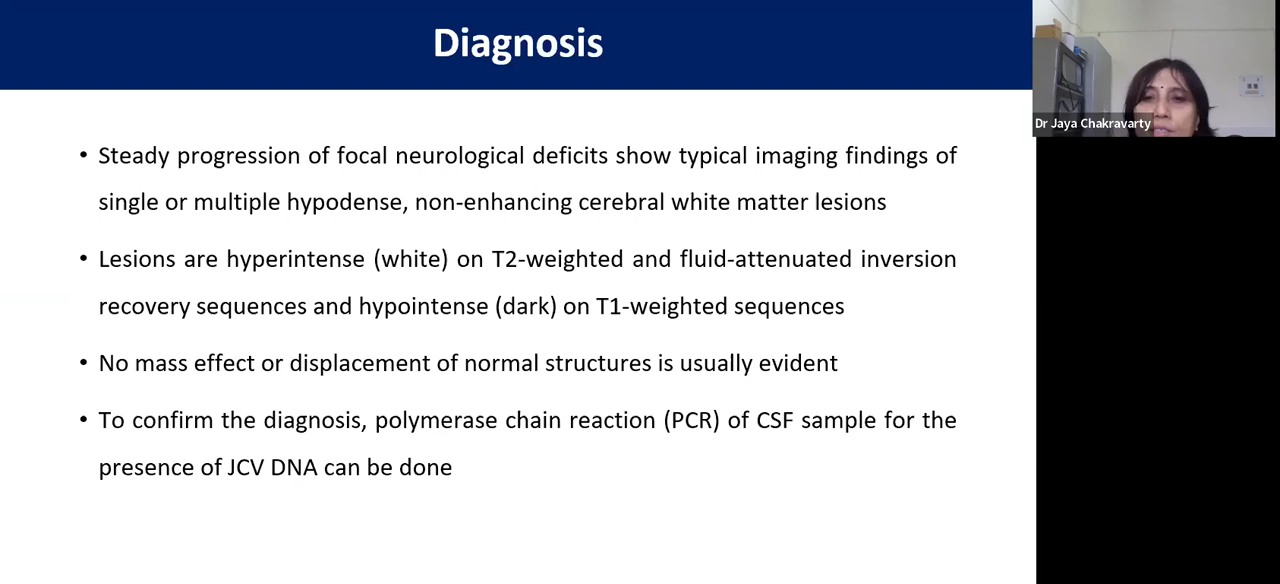 Diagnosis
• Steady progression of focal neurological deficits show typical imaging findings of
single or multiple hypodense, non-enhancing cerebral white matter lesions
• Lesions are hyperintense (white) on T2-weighted and fluid-attenuated inversion
recovery sequences and hypointense (dark) on T1-weighted sequences
• No mass effect or displacement of normal structures is usually evident
• To confirm the diagnosis, polymerase chain reaction (PCR) of CSF sample for the
presence of JCV DNA can be done
Dr Jaya Chakravarty